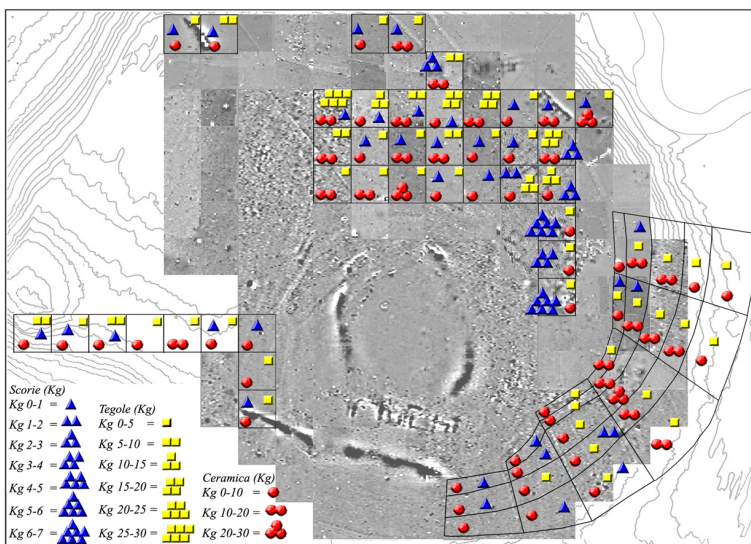 Scorie (Kg)
Kg 0-1 =
Kg 1-2 =
Kg 2-3 =
Kg 3-4 =
Kg 4-5 =
Kg 5-6 =
Kg 6-7 =
Tegole (Kg)
Kg 0-5 =
Kg 5-10 =
Kg 10-15 =
Kg 15-20 =
Kg 20-25 =
Kg 25-30 =
Ceramica (Kg)
Kg 0-10 =
Kg 10-20 =
Kg 20-30 =